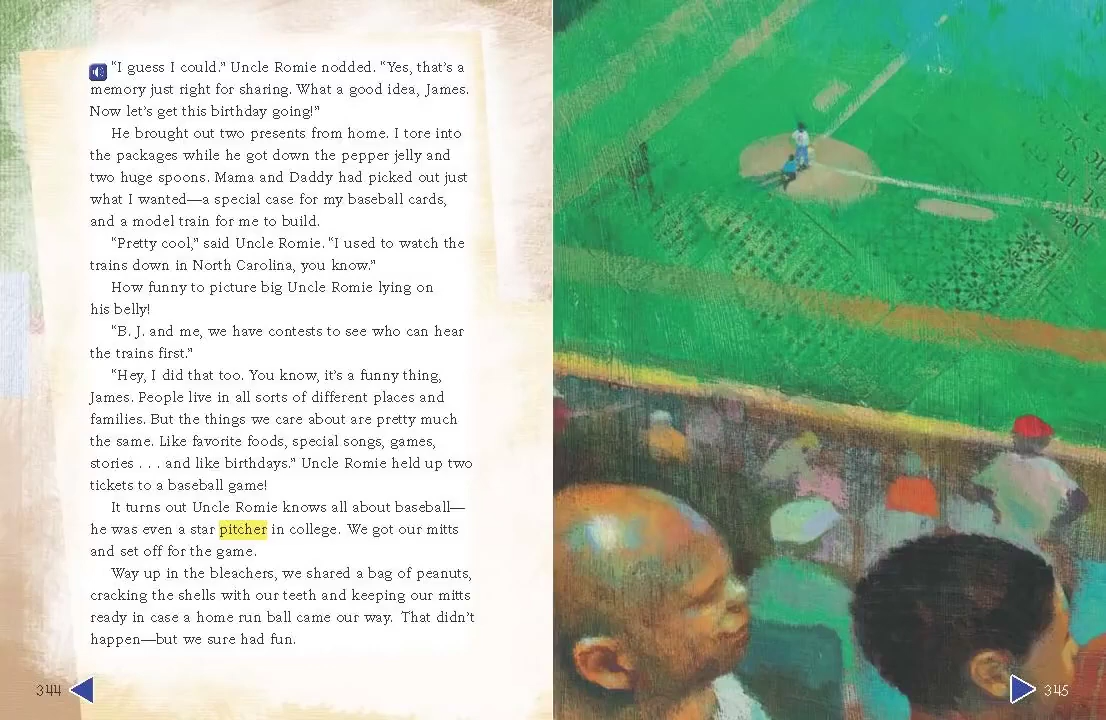 “I guess I could.” Uncle Romie nodded. “Yes, that’s a
memory just right for sharing. What a good idea, James.
Now let’s get this birthday going!”
He brought out two presents from home. I tore into
the packages while he got down the pepper jelly and
two huge spoons. Mama and Daddy had picked out just
what I wanted—a special case for my baseball cards,
and a model train for me to build.
“Pretty cool,” said Uncle Romie. “I used to watch the
trains down in North Carolina, you know.”
How funny to picture big Uncle Romie lying on
his belly!
“B. J. and me, we have contests to see who can hear
the trains first.”
“Hey, I did that too. You know, it’s a funny thing,
James. People live in all sorts of different places and
families. But the things we care about are pretty much
the same. Like favorite foods, special songs, games,
stories . . . and like birthdays.” Uncle Romie held up two
tickets to a baseball game!
It turns out Uncle Romie knows all about baseball—
he was even a star pitcher in college. We got our mitts
and set off for the game.
Way up in the bleachers, we shared a bag of peanuts,
cracking the shells with our teeth and keeping our mitts
ready in case a home run ball came our way. That didn’t
happen—but we sure had fun.
344
345